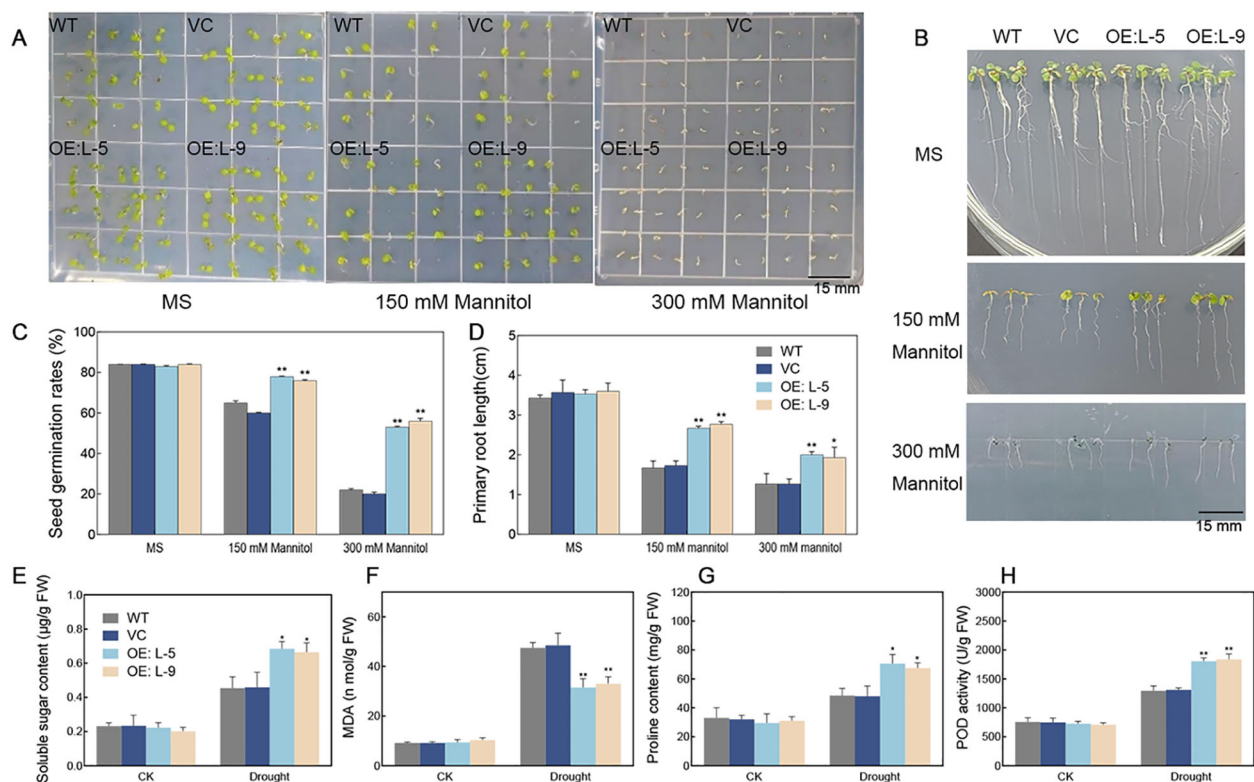 A
WT
VC
WT
VC
WT
VC
OE:L-5
OE:L-9
OE:L-5
OE:L-9
OE:L-5
OE:L-9
15 mm
MS
150 mM Mannitol
300 mM Mannitol
B
WT
VC
OE:L-5
OE:L-9
MS
150 mM
Mannitol
300 mM
Mannitol
15 mm
C
Seed germination rates (%)
100
80
60
40
20
0
**
**
**
**
MS
150 mM Mannitol
300 mM Mannitol
D
Primary root length(cm)
5
4
3
2
1
0
WT
VC
OE: L-5
OE: L-9
**
**
**
*
MS
150 mM mannitol
300 mM mannitol
E
Soluble sugar content (µg/g FW)
1.0
0.8
0.6
0.4
0.2
0.0
WT
VC
OE: L-5
OE: L-9
*
*
CK
Drought
F
MDA (n mol/g FW)
60
40
20
0
**
**
CK
Drought
G
Proline content (mg/g FW)
120
100
80
60
40
20
0
*
*
CK
Drought
H
POD activity (U/g FW)
3000
2500
2000
1500
1000
500
0
**
**
CK
Drought